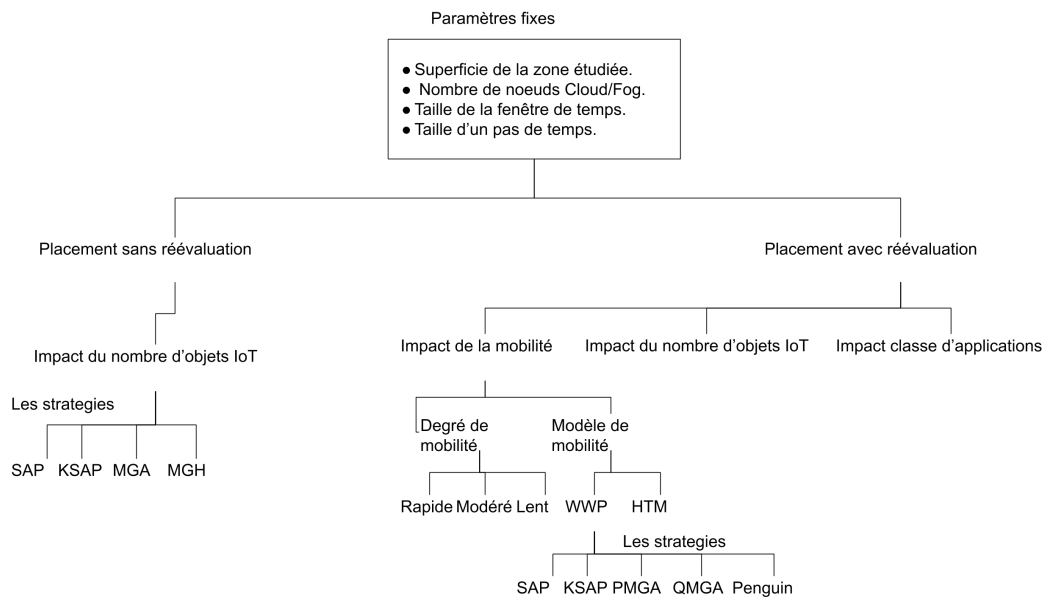 Paramètres fixes
● Superficie de la zone étudiée.
● Nombre de noeuds Cloud/Fog.
● Taille de la fenêtre de temps.
● Taille d'un pas de temps.
Placement sans réévaluation
Placement avec réévaluation
Impact du nombre d'objets IoT
Impact de la mobilité
Impact du nombre d'objets IoT
Impact classe d'applications
Les strategies
SAP
KSAP
MGA
MGH
Degré de
mobilité
Modèle de
mobilité
Rapide
Modéré
Lent
WWP
HTM
Les strategies
SAP
KSAP
PMGA
QMGA
Penguin